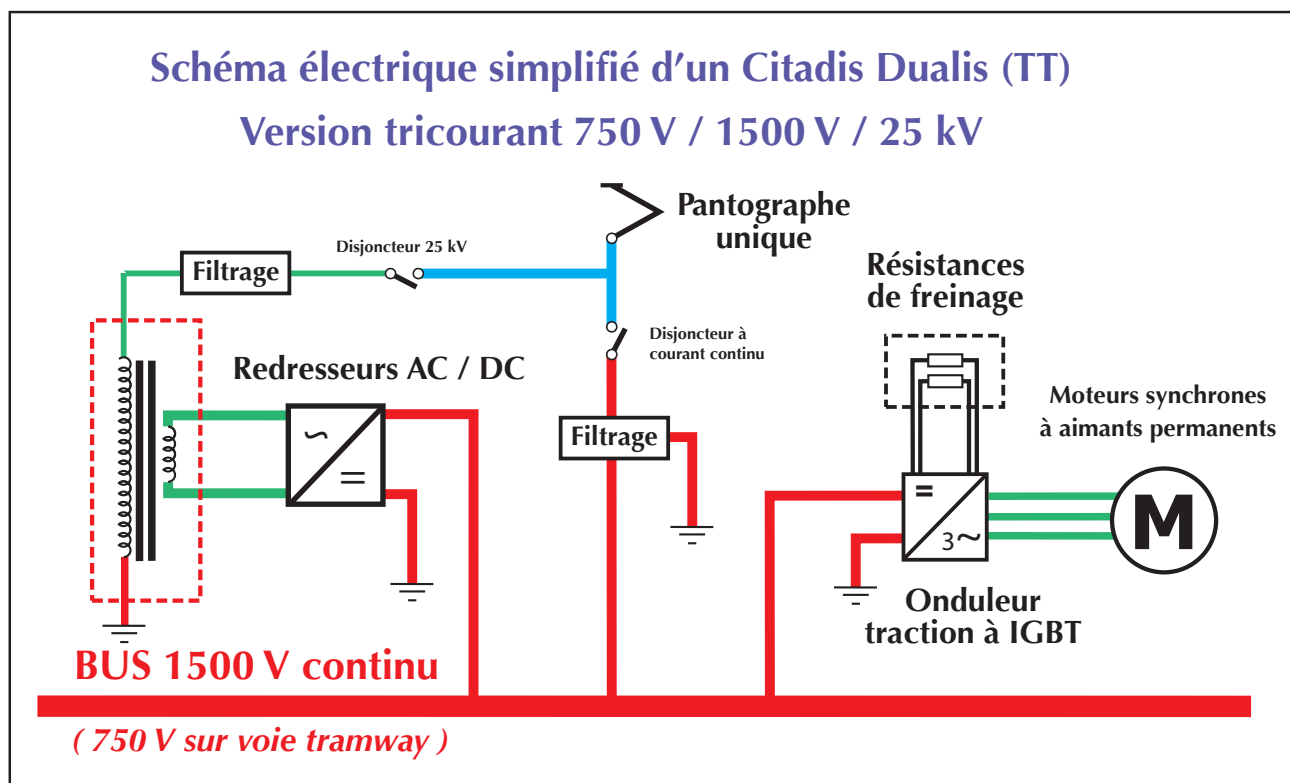 Schéma électrique simplifié d'un Citadis Dualis (TT)
Version tricourant 750 V / 1500 V / 25 kV
Pantographe
unique
Disjoncteur 25 kV
Filtrage
Résistances
de freinage
Disjoncteur à
courant continu
Redresseurs AC / DC
Moteurs synchrones
à aimants permanents
Filtrage
~
=
=
3~
M
Onduleur
traction à IGBT
BUS 1500 V continu
( 750 V sur voie tramway )